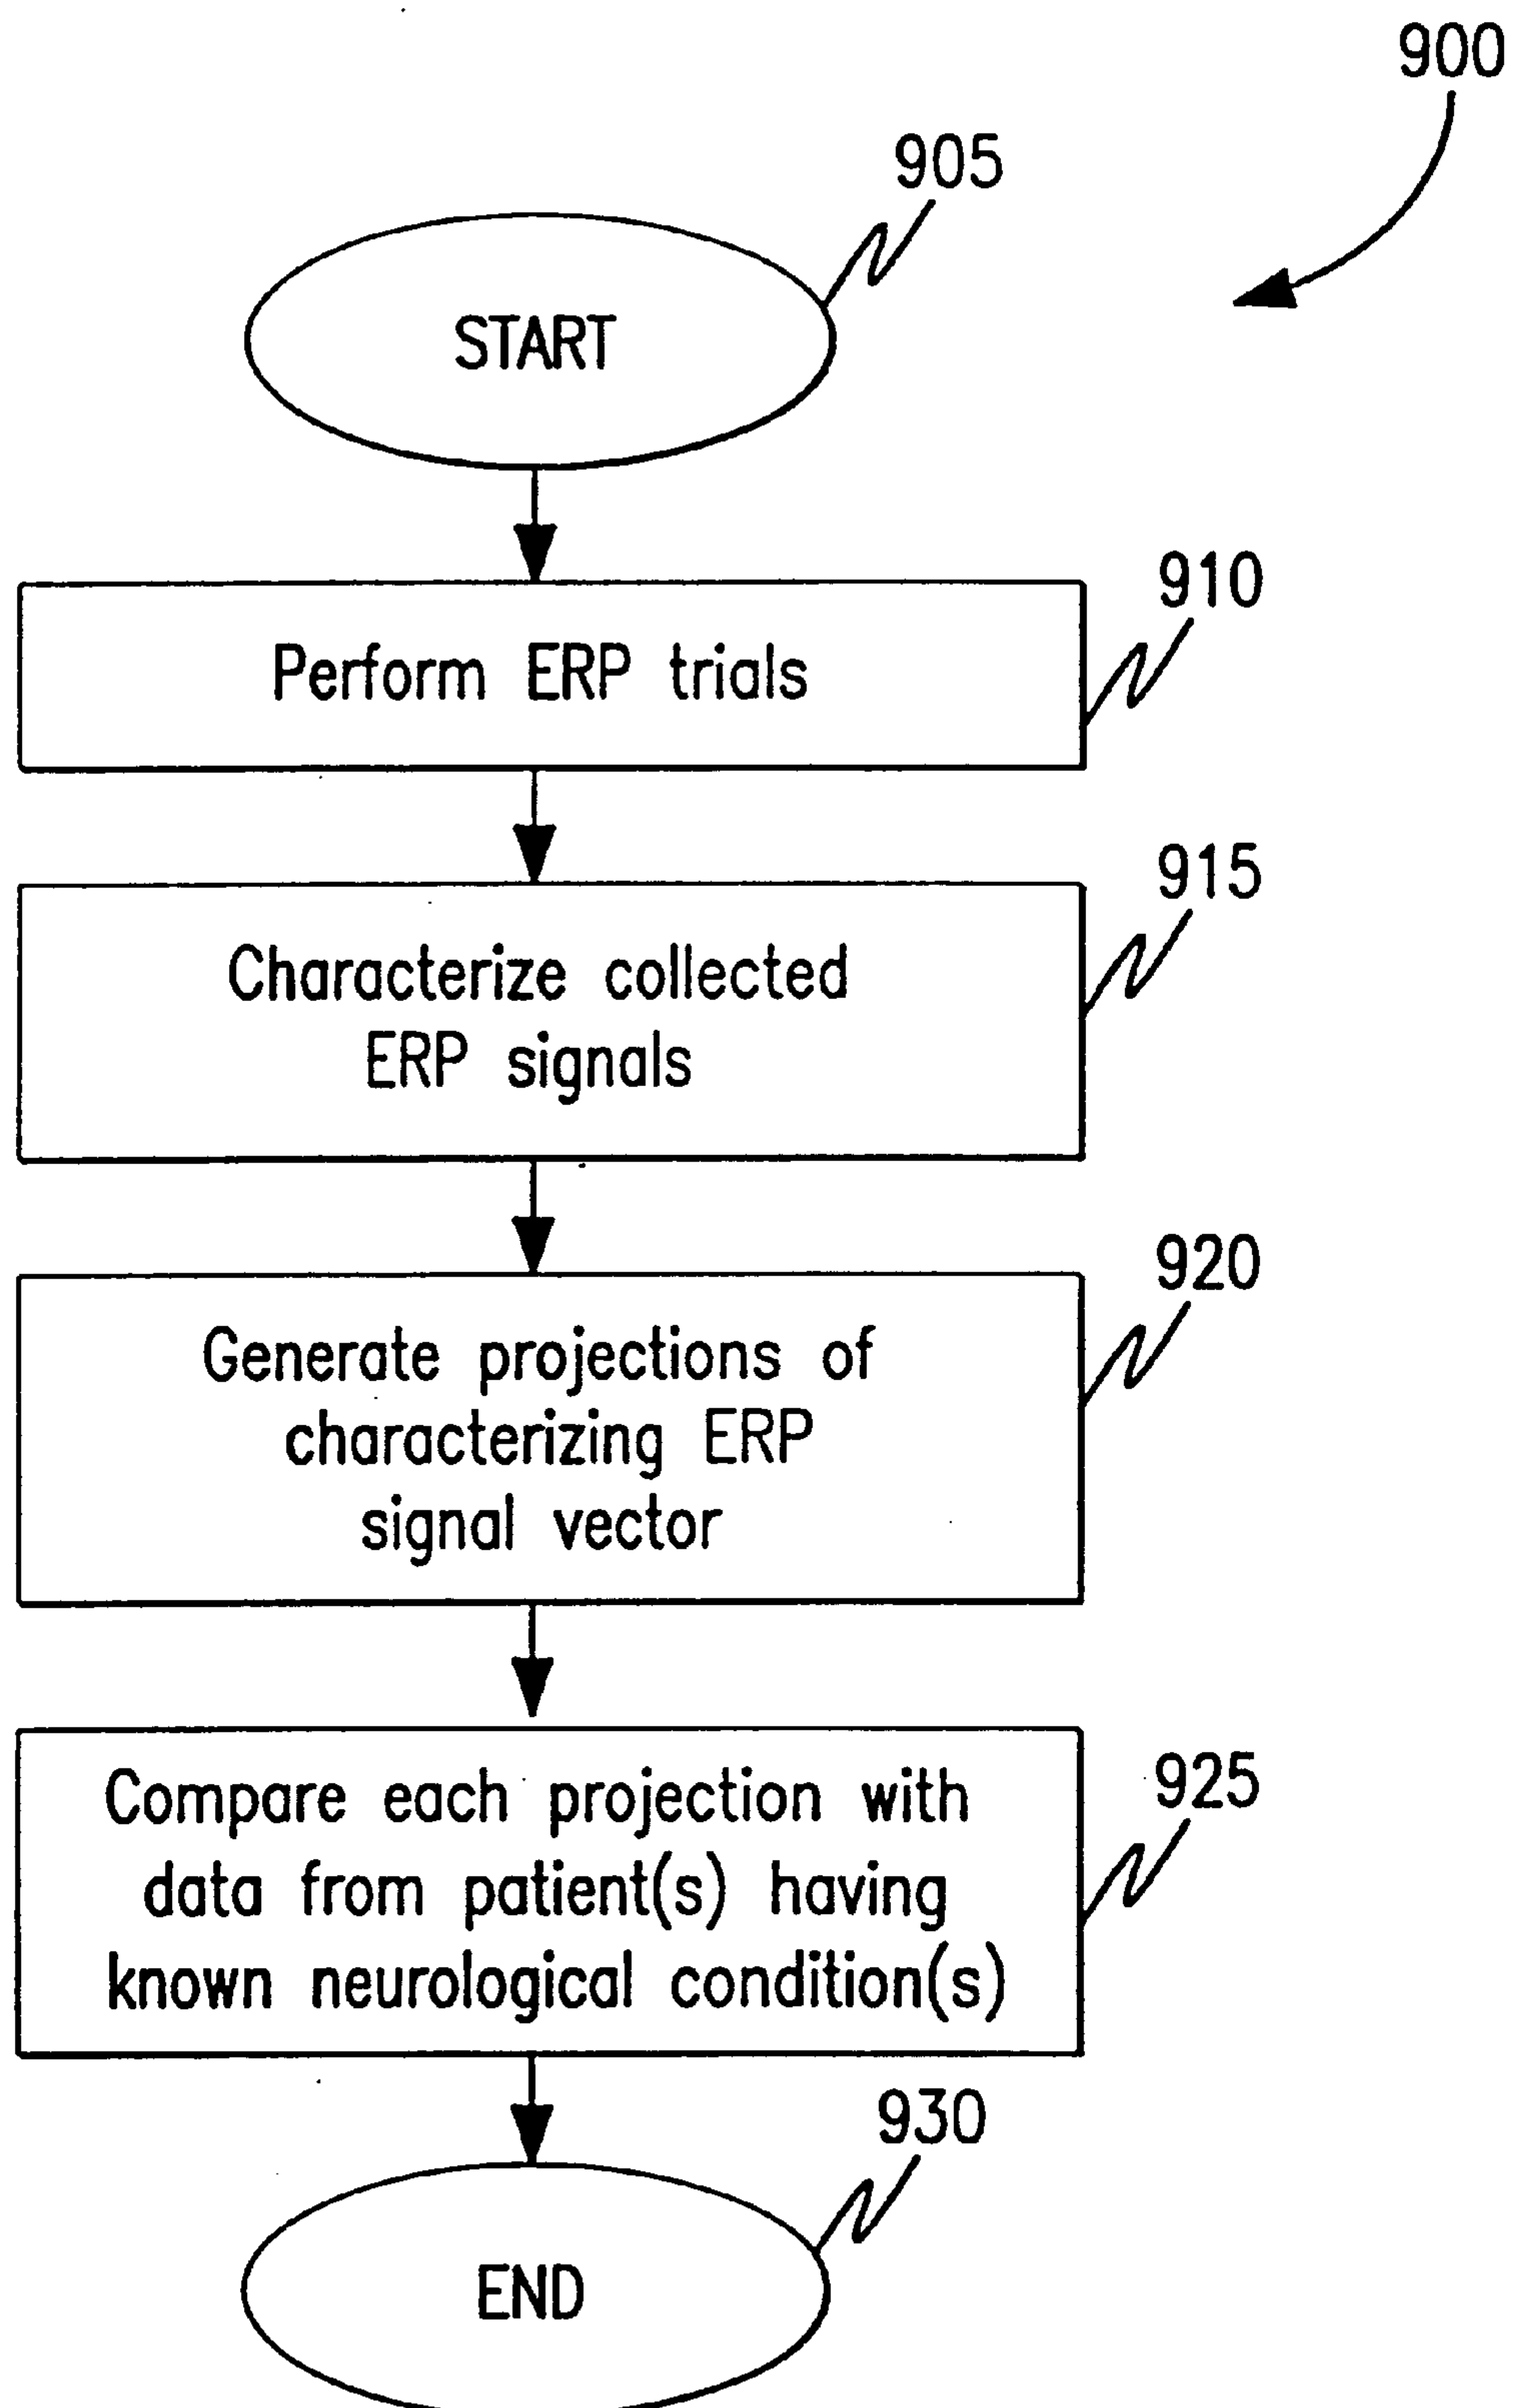 900
905
START
910
Perform ERP trials
915
Characterize collected
ERP signals
920
Generate projections of
characterizing ERP
signal vector
925
Compare each projection with
data from patient(s) having
known neurological condition(s)
930
END